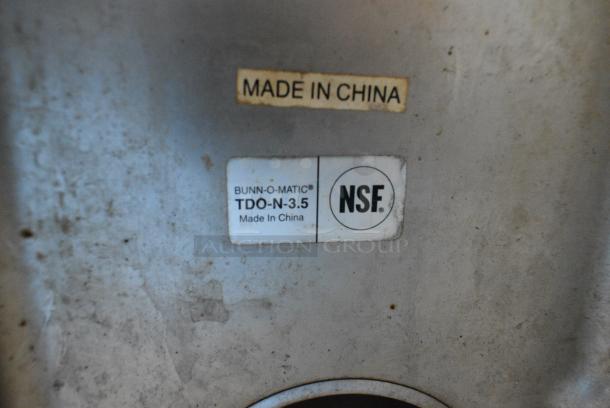 MADE IN CHINA
BUNN-O-MATIC®
TDO-N-3.5
Made In China
NSF®
AUCTION GROUP